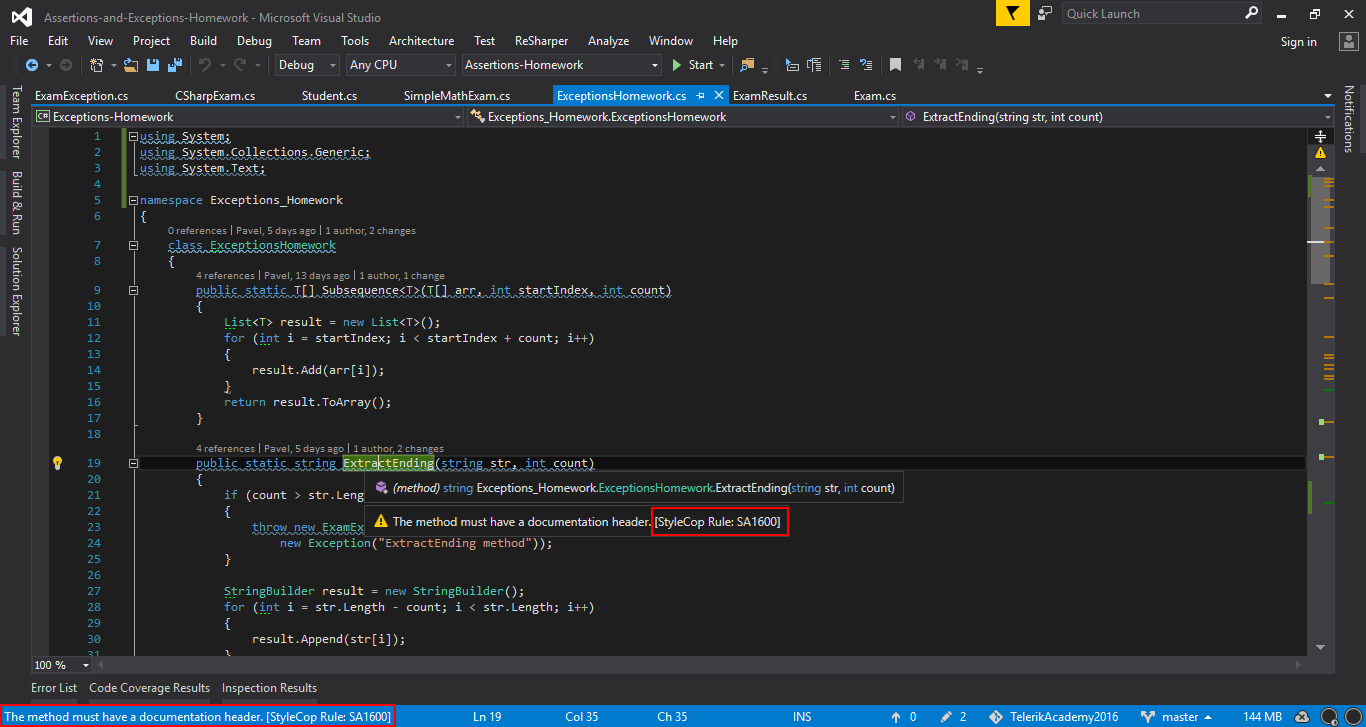 Assertions-and-Exceptions-Homework - Microsoft Visual Studio
Quick Launch
File Edit View Project Build Debug Team Tools Architecture Test ReSharper Analyze Window Help
Sign in
Debug Any CPU Assertions-Homework Start
ExamException.cs CSharpExam.cs Student.cs SimpleMathExam.cs ExceptionsHomework.cs ExamResult.cs Exam.cs
C# Exceptions-Homework Exceptions_Homework.ExceptionsHomework ExtractEnding(string str, int count)
Team Explorer
Build & Run
Solution Explorer
Notifications
1 using System;
2 using System.Collections.Generic;
3 using System.Text;
4
5 namespace Exceptions_Homework
6 {
0 references | Pavel, 5 days ago | 1 author, 2 changes
7 class ExceptionsHomework
8 {
4 references | Pavel, 13 days ago | 1 author, 1 change
9 public static T[] Subsequence<T>(T[] arr, int startIndex, int count)
10 {
11 List<T> result = new List<T>();
12 for (int i = startIndex; i < startIndex + count; i++)
13 {
14 result.Add(arr[i]);
15 }
16 return result.ToArray();
17 }
18
4 references | Pavel, 5 days ago | 1 author, 2 changes
19 public static string ExtractEnding(string str, int count)
20 {
(method) string Exceptions_Homework.ExceptionsHomework.ExtractEnding(string str, int count)
21 if (count > str.Leng
22 {
The method must have a documentation header. [StyleCop Rule: SA1600]
23 throw new ExamEx
24 new Exception("ExtractEnding method"));
25 }
26
27 StringBuilder result = new StringBuilder();
28 for (int i = str.Length - count; i < str.Length; i++)
29 {
30 result.Append(str[i]);
31 }
100 %
Error List Code Coverage Results Inspection Results
The method must have a documentation header. [StyleCop Rule: SA1600] Ln 19 Col 35 Ch 35 INS 0 2 TelerikAcademy2016 master 144 MB